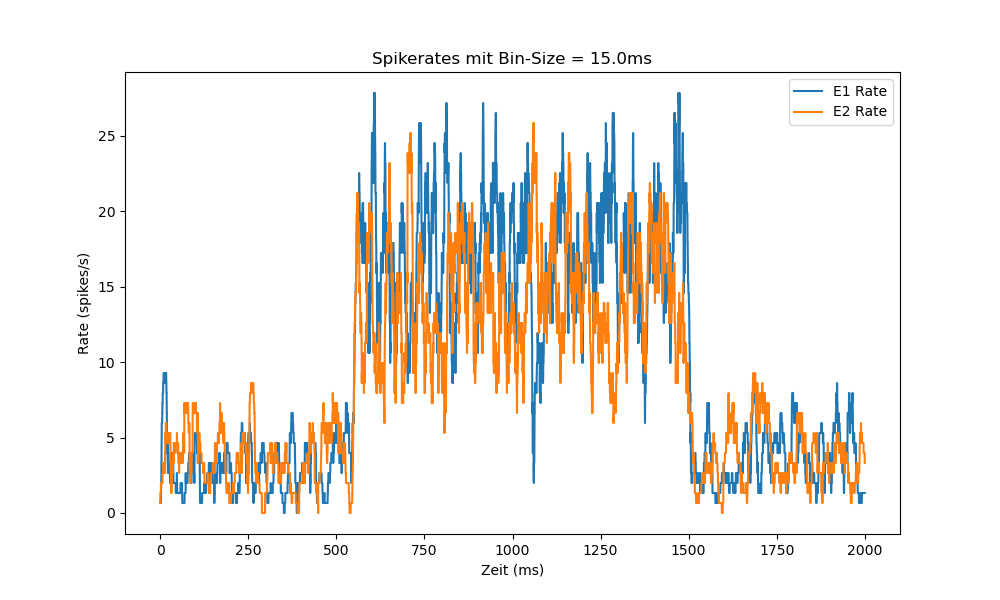 Spikerates mit Bin-Size = 15.0ms
E1 Rate
E2 Rate
Rate (spikes/s)
25
20
15
10
5
0
0 250 500 750 1000 1250 1500 1750 2000
Zeit (ms)